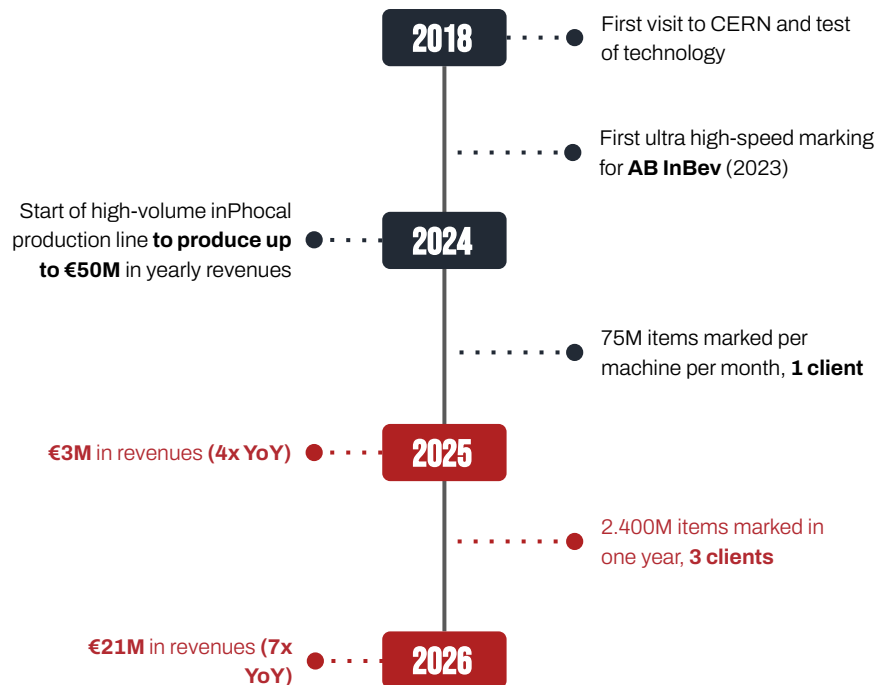 2018
First visit to CERN and test
of technology
First ultra high-speed marking
for AB InBev (2023)
Start of high-volume inPhocal
production line to produce up
to €50M in yearly revenues
2024
75M items marked per
machine per month, 1 client
€3M in revenues (4x YoY)
2025
2.400M items marked in
one year, 3 clients
€21M in revenues (7x
YoY)
2026